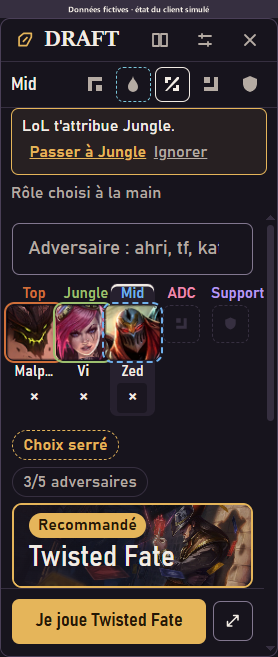 Données fictives · état du client simulé
DRAFT
Mid
LoL t'attribue Jungle.
Passer à Jungle Ignorer
Rôle choisi à la main
Adversaire : ahri, tf, ka
Top Jungle Mid ADC Support
Malp... Vi Zed
× × ×
Choix serré
3/5 adversaires
Recommandé
Twisted Fate
Je joue Twisted Fate